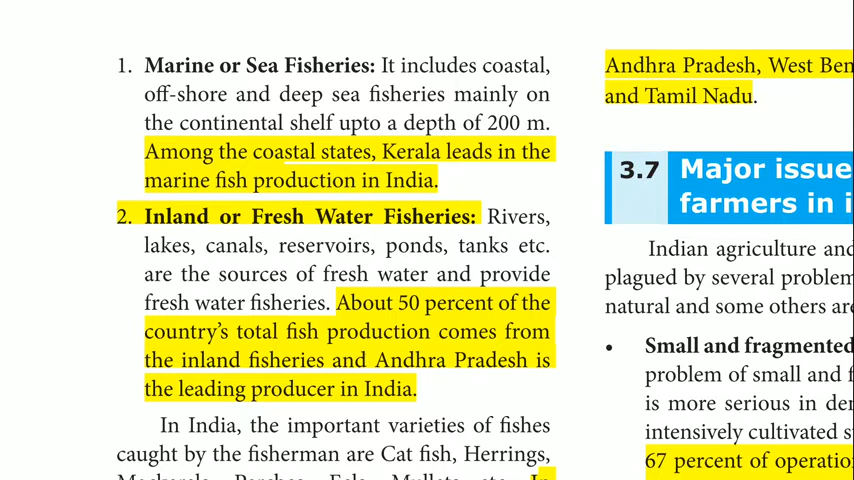 1. Marine or Sea Fisheries: It includes coastal,
off-shore and deep sea fisheries mainly on
the continental shelf upto a depth of 200 m.
Among the coastal states, Kerala leads in the
marine fish production in India.
2. Inland or Fresh Water Fisheries: Rivers,
lakes, canals, reservoirs, ponds, tanks etc.
are the sources of fresh water and provide
fresh water fisheries. About 50 percent of the
country's total fish production comes from
the inland fisheries and Andhra Pradesh is
the leading producer in India.
In India, the important varieties of fishes
caught by the fisherman are Cat fish, Herrings,
Andhra Pradesh, West Ben
and Tamil Nadu.
3.7 Major issue
farmers in i
Indian agriculture and
plagued by several problem
natural and some others are
• Small and fragmented
problem of small and f
is more serious in den
intensively cultivated s
67 percent of operatio